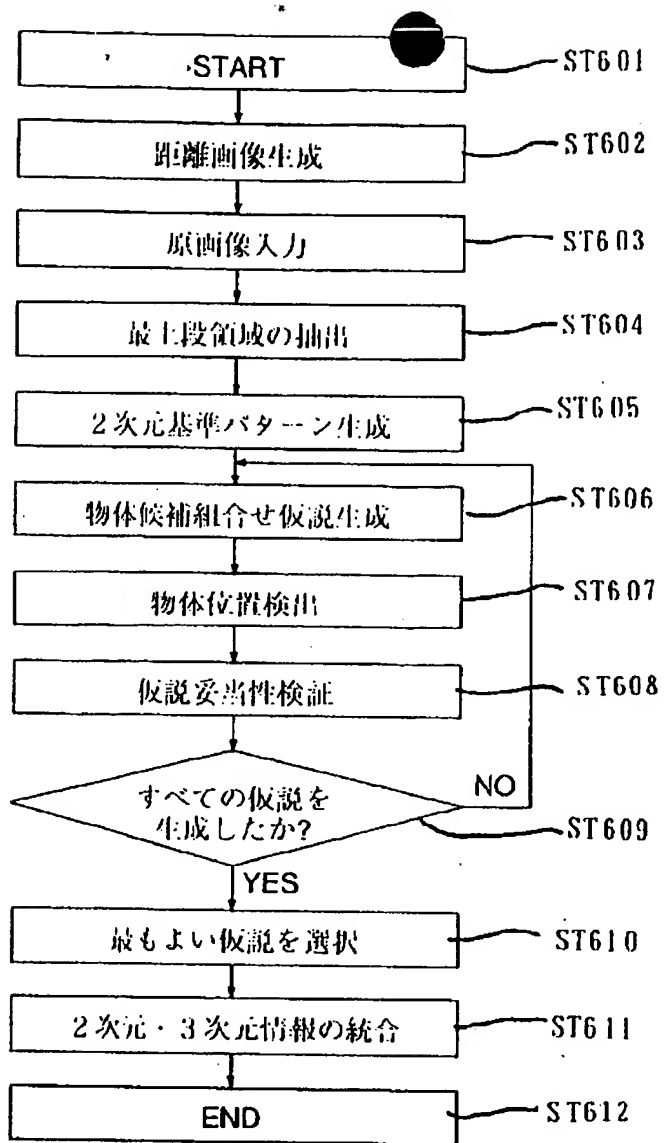 START
ST601
距離画像生成
ST602
原画像入力
ST603
最上段領域の抽出
ST604
2次元基準パターン生成
ST605
物体候補組合せ仮説生成
ST606
物体位置検出
ST607
仮説妥当性検証
ST608
すべての仮説を
生成したか?
NO
ST609
YES
最もよい仮説を選択
ST610
2次元・3次元情報の統合
ST611
END
ST612